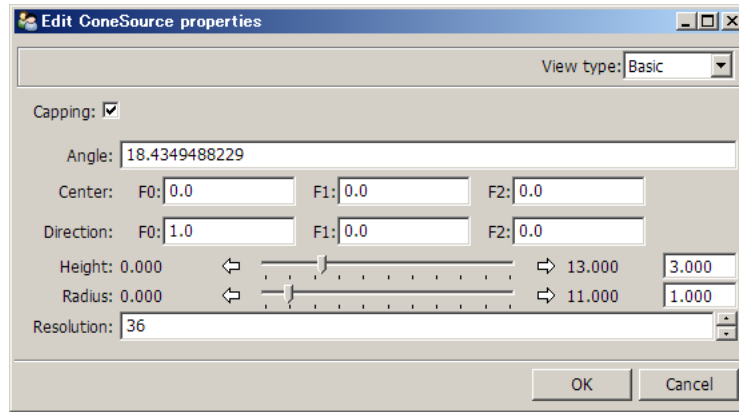 Edit ConeSource properties
View type: Basic
Capping:
Angle: 18.4349488229
Center: F0: 0.0 F1: 0.0 F2: 0.0
Direction: F0: 1.0 F1: 0.0 F2: 0.0
Height: 0.000 13.000 3.000
Radius: 0.000 11.000 1.000
Resolution: 36
OK Cancel